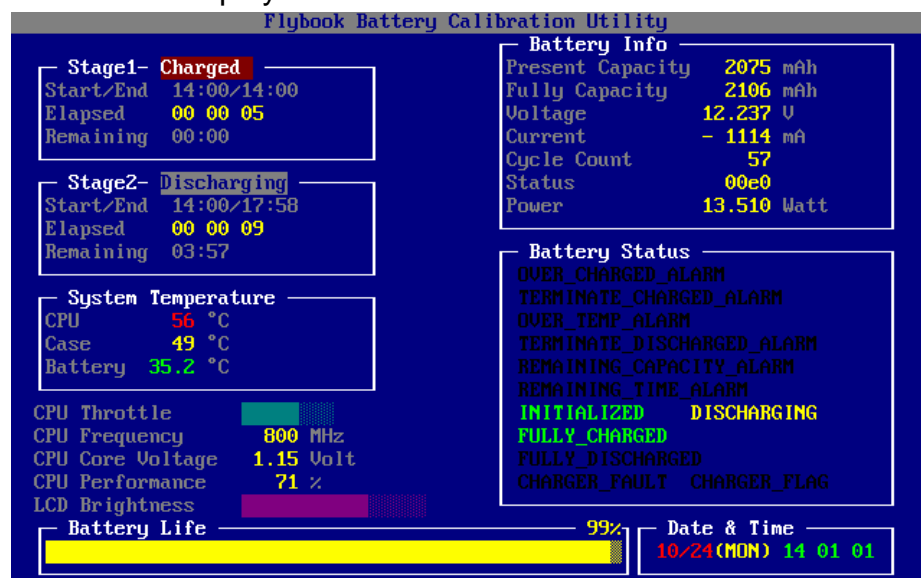 Flybook Battery Calibration Utility
Stage1- Charged
Start/End 14:00/14:00
Elapsed 00 00 05
Remaining 00:00
Stage2- Discharging
Start/End 14:00/17:58
Elapsed 00 00 09
Remaining 03:57
System Temperature
CPU 56 °C
Case 49 °C
Battery 35.2 °C
CPU Throttle
CPU Frequency 800 MHz
CPU Core Voltage 1.15 Volt
CPU Performance 71 %
LCD Brightness
Battery Info
Present Capacity 2075 mAh
Fully Capacity 2106 mAh
Voltage 12.237 V
Current - 1114 mA
Cycle Count 57
Status 00e0
Power 13.510 Watt
Battery Status
OVER_CHARGED_ALARM
TERMINATE_CHARGED_ALARM
OVER_TEMP_ALARM
TERMINATE_DISCHARGED_ALARM
REMAINING_CAPACITY_ALARM
REMAINING_TIME_ALARM
INITIALIZED DISCHARGING
FULLY_CHARGED
FULLY_DISCHARGED
CHARGER_FAULT CHARGER_FLAG
Battery Life 99%
Date & Time
10/24(MON) 14 01 01